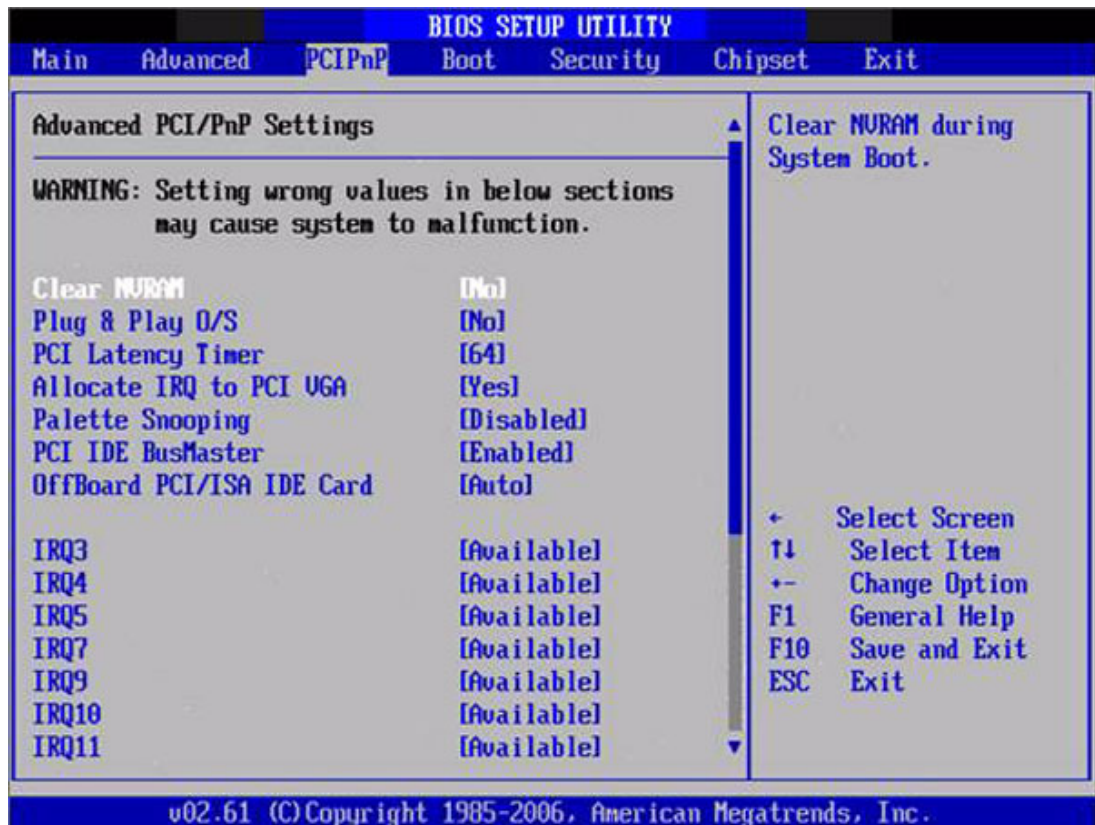 BIOS SETUP UTILITY
Main Advanced PCIPnP Boot Security Chipset Exit
Advanced PCI/PnP Settings
WARNING: Setting wrong values in below sections
may cause system to malfunction.
Clear NVRAM [No]
Plug & Play O/S [No]
PCI Latency Timer [64]
Allocate IRQ to PCI VGA [Yes]
Palette Snooping [Disabled]
PCI IDE BusMaster [Enabled]
OffBoard PCI/ISA IDE Card [Auto]
IRQ3 [Available]
IRQ4 [Available]
IRQ5 [Available]
IRQ7 [Available]
IRQ9 [Available]
IRQ10 [Available]
IRQ11 [Available]
Clear NVRAM during
System Boot.
← Select Screen
↑↓ Select Item
+- Change Option
F1 General Help
F10 Save and Exit
ESC Exit
v02.61 (C)Copyright 1985-2006, American Megatrends, Inc.